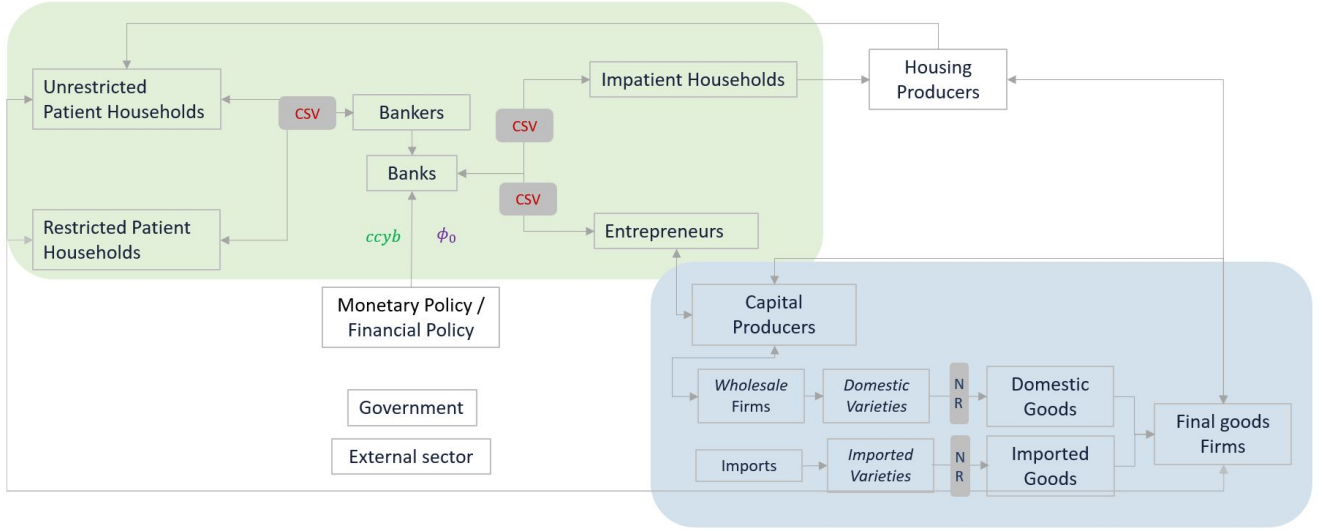 Unrestricted
Patient Households
CSV
Bankers
Banks
CSV
CSV
Impatient Households
Housing
Producers
Restricted Patient
Households
ccyb
ϕ₀
Entrepreneurs
Monetary Policy /
Financial Policy
Capital
Producers
Government
External sector
Wholesale
Firms
Domestic
Varieties
N
R
Domestic
Goods
Final goods
Firms
Imports
Imported
Varieties
N
R
Imported
Goods